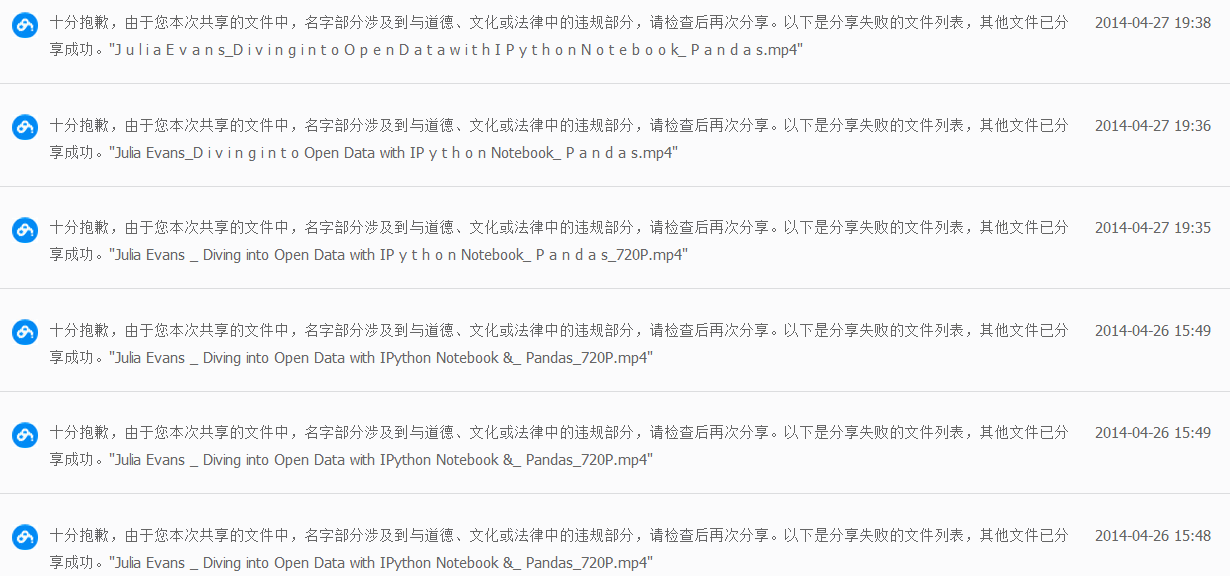 十分抱歉，由于您本次共享的文件中，名字部分涉及到与道德、文化或法律中的违规部分，请检查后再次分享。以下是分享失败的文件列表，其他文件已分 2014-04-27 19:38
享成功。"J u l i a E v a n s_D i v i n g i n t o O p e n D a t a w i t h I P y t h o n N o t e b o o k_ P a n d a s.mp4"
十分抱歉，由于您本次共享的文件中，名字部分涉及到与道德、文化或法律中的违规部分，请检查后再次分享。以下是分享失败的文件列表，其他文件已分 2014-04-27 19:36
享成功。"Julia Evans_D i v i n g i n t o Open Data with IP y t h o n Notebook_ P a n d a s.mp4"
十分抱歉，由于您本次共享的文件中，名字部分涉及到与道德、文化或法律中的违规部分，请检查后再次分享。以下是分享失败的文件列表，其他文件已分 2014-04-27 19:35
享成功。"Julia Evans _ Diving into Open Data with IP y t h o n Notebook_ P a n d a s_720P.mp4"
十分抱歉，由于您本次共享的文件中，名字部分涉及到与道德、文化或法律中的违规部分，请检查后再次分享。以下是分享失败的文件列表，其他文件已分 2014-04-26 15:49
享成功。"Julia Evans _ Diving into Open Data with IPython Notebook &_ Pandas_720P.mp4"
十分抱歉，由于您本次共享的文件中，名字部分涉及到与道德、文化或法律中的违规部分，请检查后再次分享。以下是分享失败的文件列表，其他文件已分 2014-04-26 15:49
享成功。"Julia Evans _ Diving into Open Data with IPython Notebook &_ Pandas_720P.mp4"
十分抱歉，由于您本次共享的文件中，名字部分涉及到与道德、文化或法律中的违规部分，请检查后再次分享。以下是分享失败的文件列表，其他文件已分 2014-04-26 15:48
享成功。"Julia Evans _ Diving into Open Data with IPython Notebook &_ Pandas_720P.mp4"